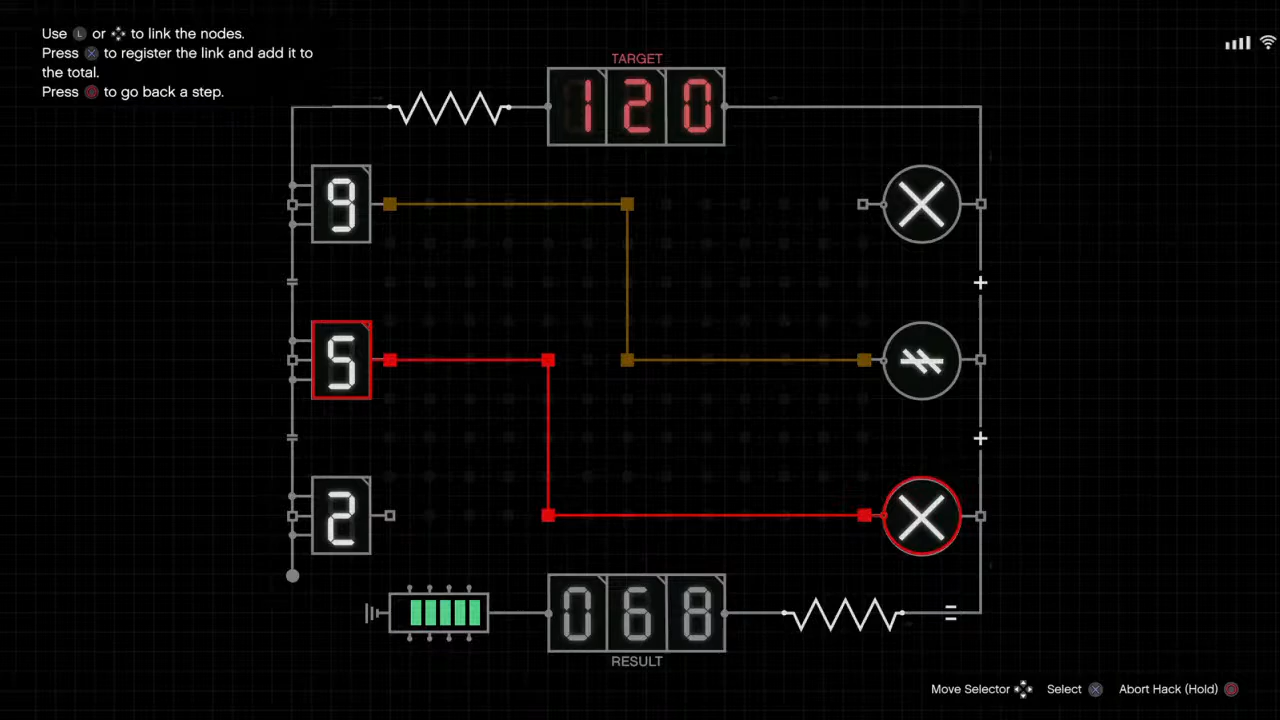 Use L or to link the nodes.
Press X to register the link and add it to
the total.
Press to go back a step.
TARGET
120
9
5
+
2
+
=
068
RESULT
Move Selector
Select
Abort Hack (Hold)